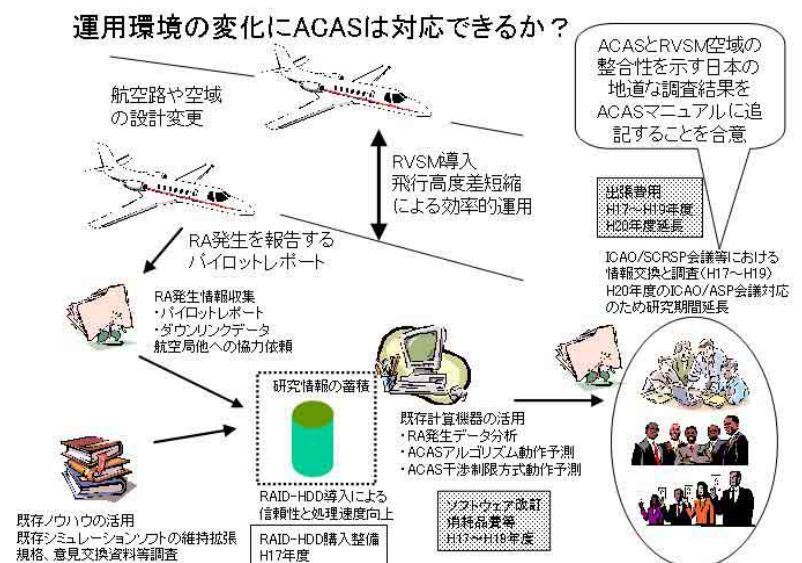 運用環境の変化にACASは対応できるか？
ACASとRVSM空域の
整合性を示す日本の
地道な調査結果を
ACASマニュアルに追
記することを合意
航空路や空域
の設計変更
RVSM導入
飛行高度差短縮
による効率的運用
出張費用
H17～H19年度
H20年度延長
RA発生を報告する
パイロットレポート
ICAO/SCRSP会議等における
情報交換と調査(H17～H19)
H20年度のICAO/ASP会議対応
のため研究期間延長
RA発生情報収集
・パイロットレポート
・ダウンリンクデータ
航空局他への協力依頼
研究情報の蓄積
既存計算機器の活用
・RA発生データ分析
・ACASアルゴリズム動作予測
・ACAS干渉制限方式動作予測
RAID-HDD導入による
信頼性と処理速度向上
ソフトウェア改訂
消耗品費等
H17～H19年度
既存ノウハウの活用
既存シミュレーションソフトの維持拡張
規格、意見交換資料等調査
RAID-HDD購入整備
H17年度